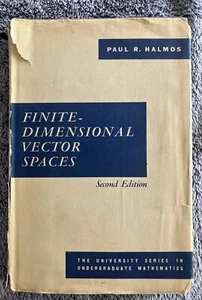 PAUL R. HALMOS
FINITE-
DIMENSIONAL
VECTOR
SPACES
Second Edition
THE UNIVERSITY SERIES IN
UNDERGRADUATE MATHEMATICS